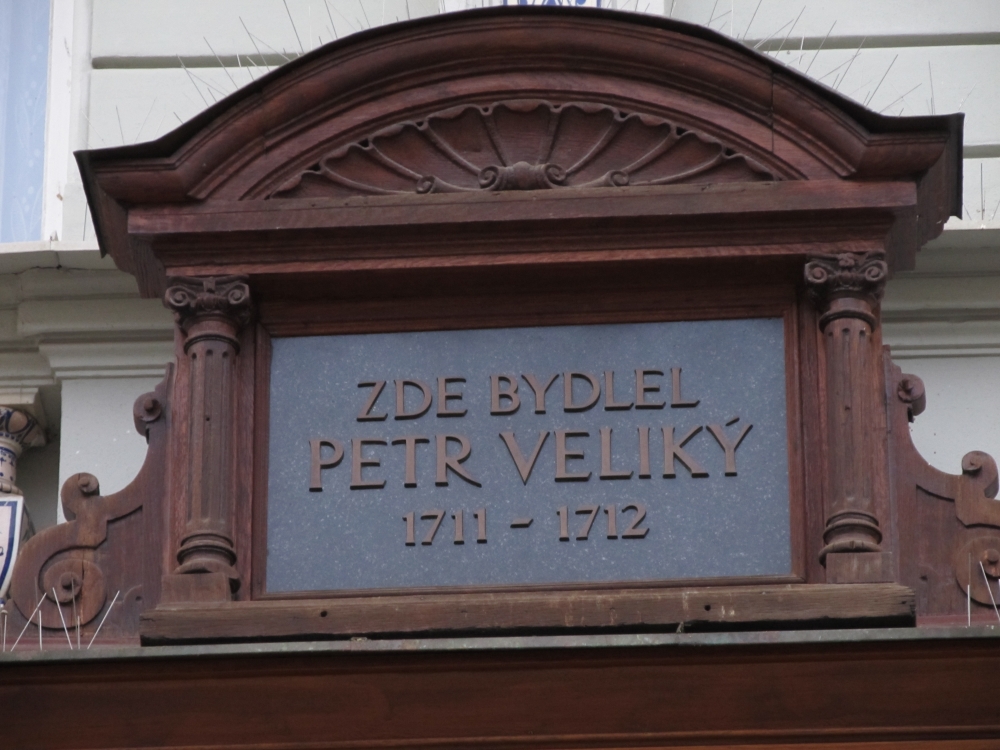 ZDE BYDLEL
PETR VELIKÝ
1711 - 1712